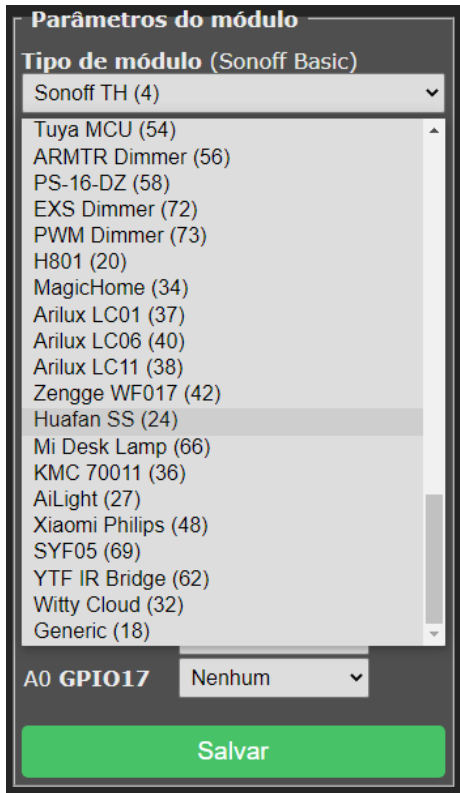 Parâmetros do módulo
Tipo de módulo (Sonoff Basic)
Sonoff TH (4)
Tuya MCU (54)
ARMTR Dimmer (56)
PS-16-DZ (58)
EXS Dimmer (72)
PWM Dimmer (73)
H801 (20)
MagicHome (34)
Arilux LC01 (37)
Arilux LC06 (40)
Arilux LC11 (38)
Zengge WF017 (42)
Huafan SS (24)
Mi Desk Lamp (66)
KMC 70011 (36)
AiLight (27)
Xiaomi Philips (48)
SYF05 (69)
YTF IR Bridge (62)
Witty Cloud (32)
Generic (18)
A0 GPIO17 Nenhum
Salvar